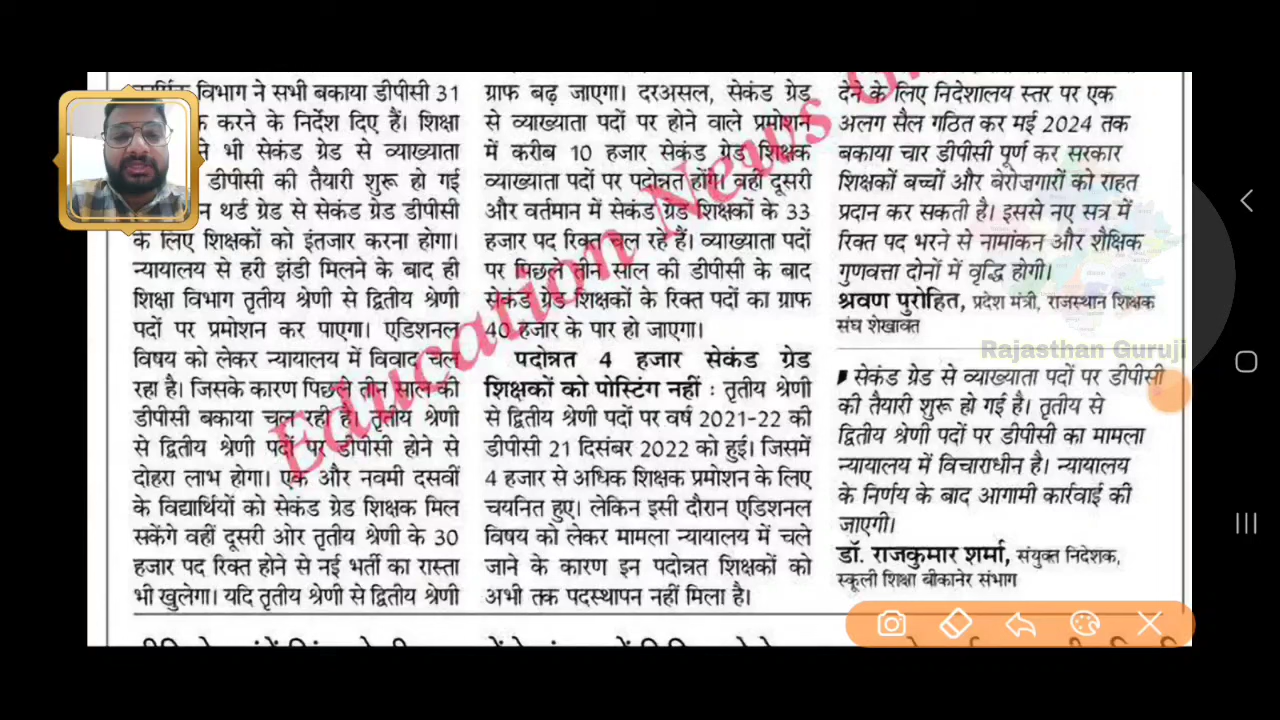 विभाग ने सभी बकाया डीपीसी 31
करने के निर्देश दिए हैं। शिक्षा
भी सेकंड ग्रेड से व्याख्याता
डीपीसी की तैयारी शुरू हो गई
थर्ड ग्रेड से सेकंड ग्रेड डीपीसी
के लिए शिक्षकों को इंतजार करना होगा।
न्यायालय से हरी झंडी मिलने के बाद ही
शिक्षा विभाग तृतीय श्रेणी से द्वितीय श्रेणी
पदों पर प्रमोशन कर पाएगा। एडिशनल
विषय को लेकर न्यायालय में विवाद चल
रहा है। जिसके कारण पिछले तीन साल की
डीपीसी बकाया चल रही है। तृतीय श्रेणी
से द्वितीय श्रेणी पदों पर डीपीसी होने से
दोहरा लाभ होगा। एक और नवमी दसवीं
के विद्यार्थियों को सेकंड ग्रेड शिक्षक मिल
सकेंगे वहीं दूसरी ओर तृतीय श्रेणी के 30
हजार पद रिक्त होने से नई भर्ती का रास्ता
भी खुलेगा। यदि तृतीय श्रेणी से द्वितीय श्रेणी
ग्राफ बढ़ जाएगा। दरअसल, सेकंड ग्रेड
से व्याख्याता पदों पर होने वाले प्रमोशन
में करीब 10 हजार सेकंड ग्रेड शिक्षक
व्याख्याता पदों पर पदोन्नत होंगे। वहीं दूसरी
और वर्तमान में सेकंड ग्रेड शिक्षकों के 33
हजार पद रिक्त चल रहे हैं। व्याख्याता पदों
पर पिछले तीन साल की डीपीसी के बाद
सेकंड ग्रेड शिक्षकों के रिक्त पदों का ग्राफ
40 हजार के पार हो जाएगा।
पदोन्नत 4 हजार सेकंड ग्रेड
शिक्षकों को पोस्टिंग नहीं : तृतीय श्रेणी
से द्वितीय श्रेणी पदों पर वर्ष 2021-22 की
डीपीसी 21 दिसंबर 2022 को हुई। जिसमें
4 हजार से अधिक शिक्षक प्रमोशन के लिए
चयनित हुए। लेकिन इसी दौरान एडिशनल
विषय को लेकर मामला न्यायालय में चले
जाने के कारण इन पदोन्नत शिक्षकों को
अभी तक पदस्थापन नहीं मिला है।
देने के लिए निदेशालय स्तर पर एक
अलग सैल गठित कर मई 2024 तक
बकाया चार डीपीसी पूर्ण कर सरकार
शिक्षकों बच्चों और बेरोजगारों को राहत
प्रदान कर सकती है। इससे नए सत्र में
रिक्त पद भरने से नामांकन और शैक्षिक
गुणवत्ता दोनों में वृद्धि होगी।
श्रवण पुरोहित, प्रदेश मंत्री, राजस्थान शिक्षक
संघ शेखावत
सेकंड ग्रेड से व्याख्याता पदों पर डीपीसी
की तैयारी शुरू हो गई है। तृतीय से
द्वितीय श्रेणी पदों पर डीपीसी का मामला
न्यायालय में विचाराधीन है। न्यायालय
के निर्णय के बाद आगामी कार्रवाई की
जाएगी।
डॉ. राजकुमार शर्मा, संयुक्त निदेशक,
स्कूली शिक्षा बीकानेर संभाग
Education News
Rajasthan Guruji